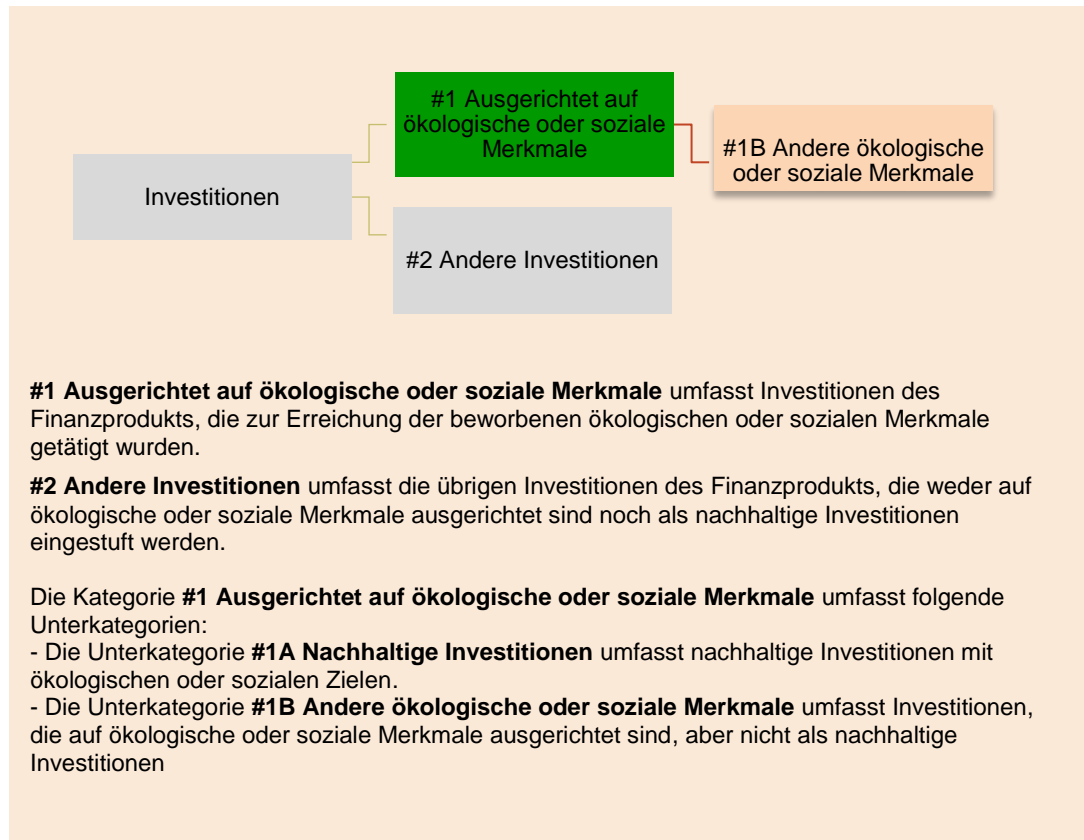 #1 Ausgerichtet auf
ökologische oder soziale
Merkmale
#1B Andere ökologische
oder soziale Merkmale
Investitionen
#2 Andere Investitionen
#1 Ausgerichtet auf ökologische oder soziale Merkmale umfasst Investitionen des
Finanzprodukts, die zur Erreichung der beworbenen ökologischen oder sozialen Merkmale
getätigt wurden.
#2 Andere Investitionen umfasst die übrigen Investitionen des Finanzprodukts, die weder auf
ökologische oder soziale Merkmale ausgerichtet sind noch als nachhaltige Investitionen
eingestuft werden.
Die Kategorie #1 Ausgerichtet auf ökologische oder soziale Merkmale umfasst folgende
Unterkategorien:
- Die Unterkategorie #1A Nachhaltige Investitionen umfasst nachhaltige Investitionen mit
ökologischen oder sozialen Zielen.
- Die Unterkategorie #1B Andere ökologische oder soziale Merkmale umfasst Investitionen,
die auf ökologische oder soziale Merkmale ausgerichtet sind, aber nicht als nachhaltige
Investitionen